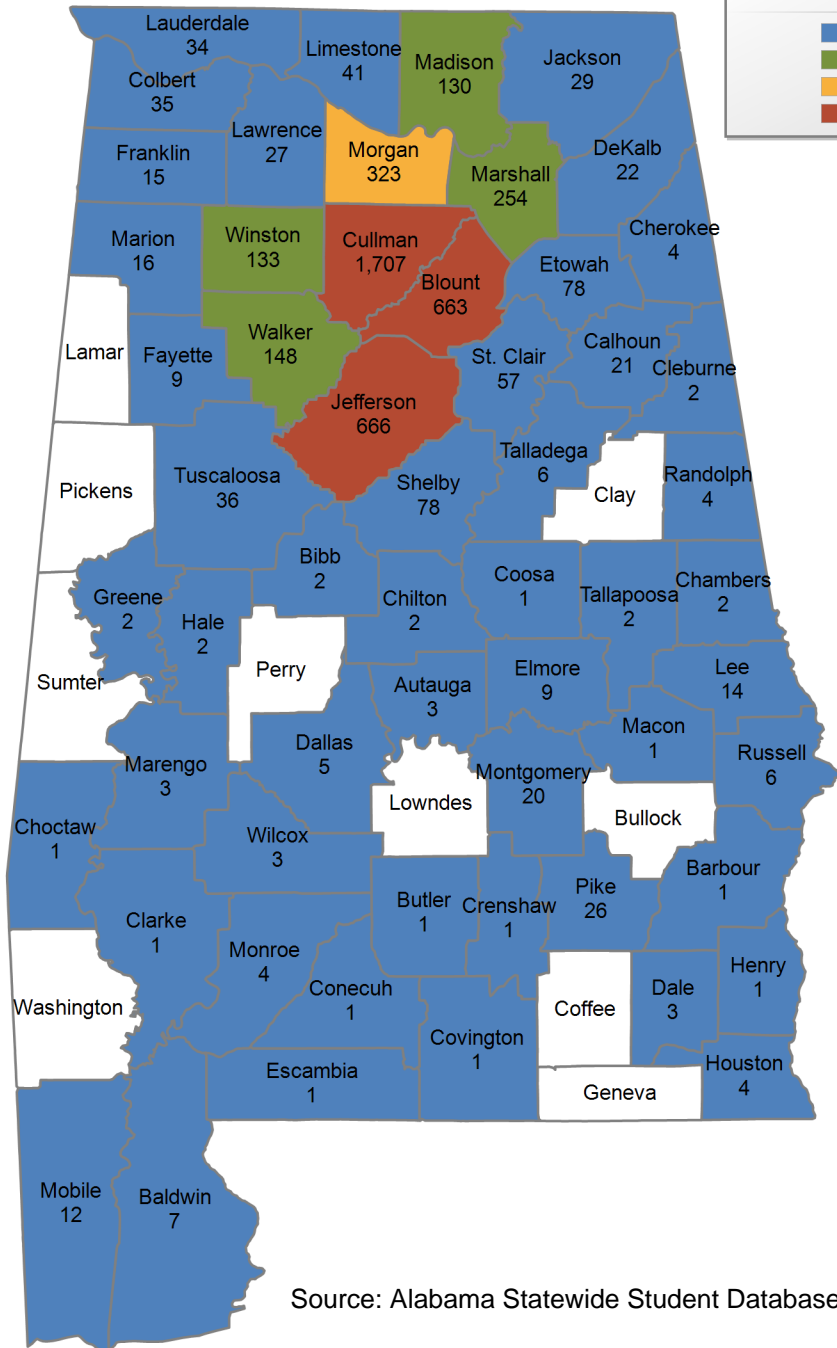 Lauderdale
34
Limestone
41
Madison
130
Jackson
29
Colbert
35
Lawrence
27
Franklin
15
Morgan
323
Marshall
254
DeKalb
22
Marion
16
Winston
133
Cullman
1,707
Blount
663
Etowah
78
Cherokee
4
Lamar
Fayette
9
Walker
148
Jefferson
666
St. Clair
57
Calhoun
21
Cleburne
2
Pickens
Tuscaloosa
36
Shelby
78
Talladega
6
Clay
Randolph
4
Greene
2
Hale
2
Bibb
2
Chilton
2
Coosa
1
Tallapoosa
2
Chambers
2
Sumter
Perry
Autauga
3
Elmore
9
Lee
14
Marengo
3
Dallas
5
Lowndes
Montgomery
20
Macon
1
Bullock
Russell
6
Choctaw
1
Wilcox
3
Clarke
1
Butler
1
Crenshaw
1
Pike
26
Barbour
1
Washington
Monroe
4
Conecuh
1
Covington
1
Coffee
Dale
3
Henry
1
Escambia
1
Geneva
Houston
4
Mobile
12
Baldwin
7
Source: Alabama Statewide Student Database